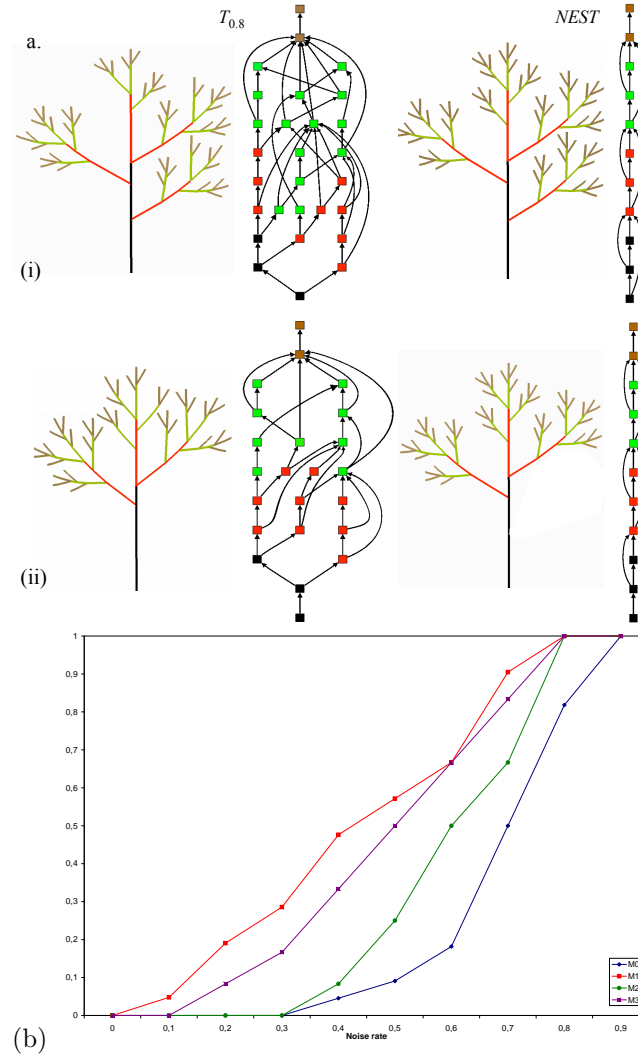 a.
T0.8
NEST
(i)
(ii)
1
0,9
0,8
0,7
0,6
0,5
0,4
0,3
0,2
0,1
0
0 0,1 0,2 0,3 0,4 0,5 0,6 0,7 0,8 0,9
Noise rate
M0
M1
M2
M3
(b)